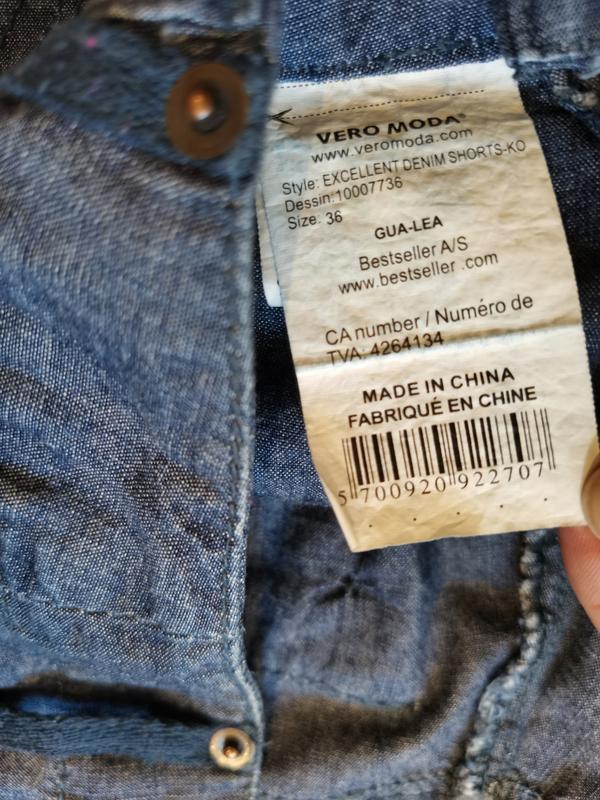 VERO MODA®
www.veromoda.com
Style: EXCELLENT DENIM SHORTS-KO
Dessin:10007736
Size: 36
GUA-LEA
Bestseller A/S
www.bestseller .com
CA number / Numéro de
TVA: 4264134
MADE IN CHINA
FABRIQUÉ EN CHINE
5 700920 922707